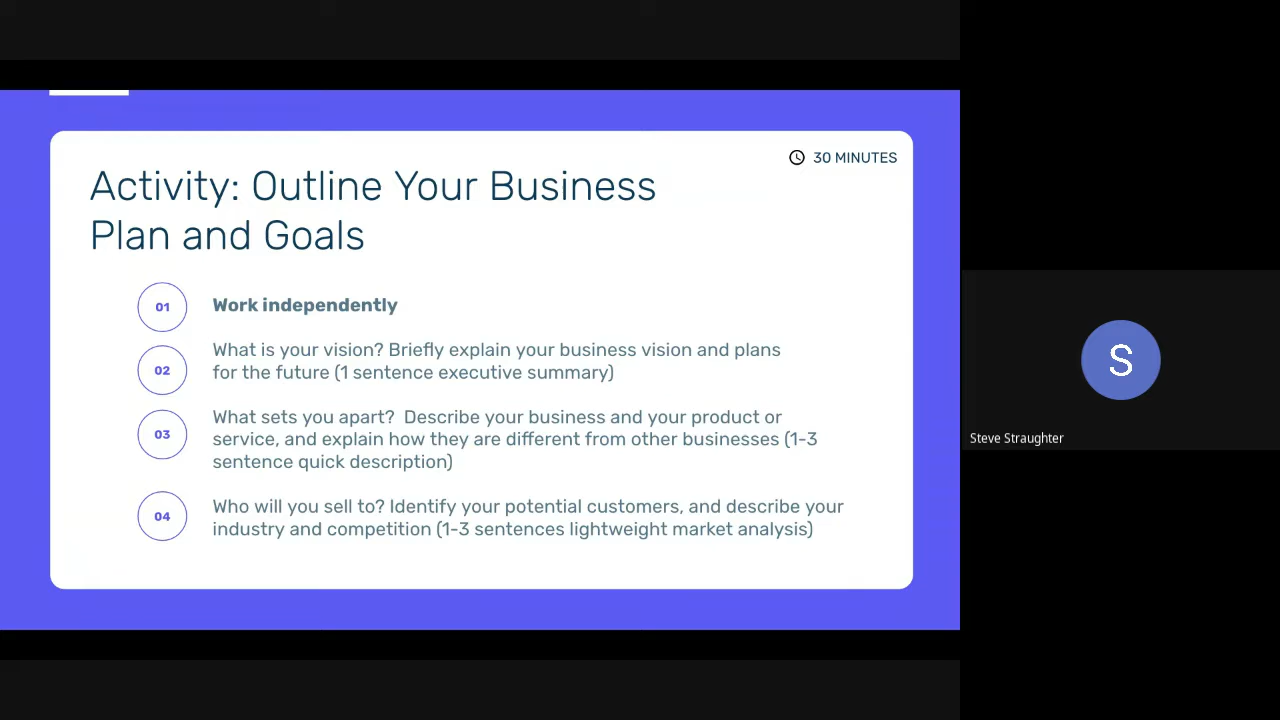 30 MINUTES
Activity: Outline Your Business
Plan and Goals
01
Work independently
02
What is your vision? Briefly explain your business vision and plans
for the future (1 sentence executive summary)
03
What sets you apart?  Describe your business and your product or
service, and explain how they are different from other businesses (1-3
sentence quick description)
04
Who will you sell to? Identify your potential customers, and describe your
industry and competition (1-3 sentences lightweight market analysis)
S
Steve Straughter